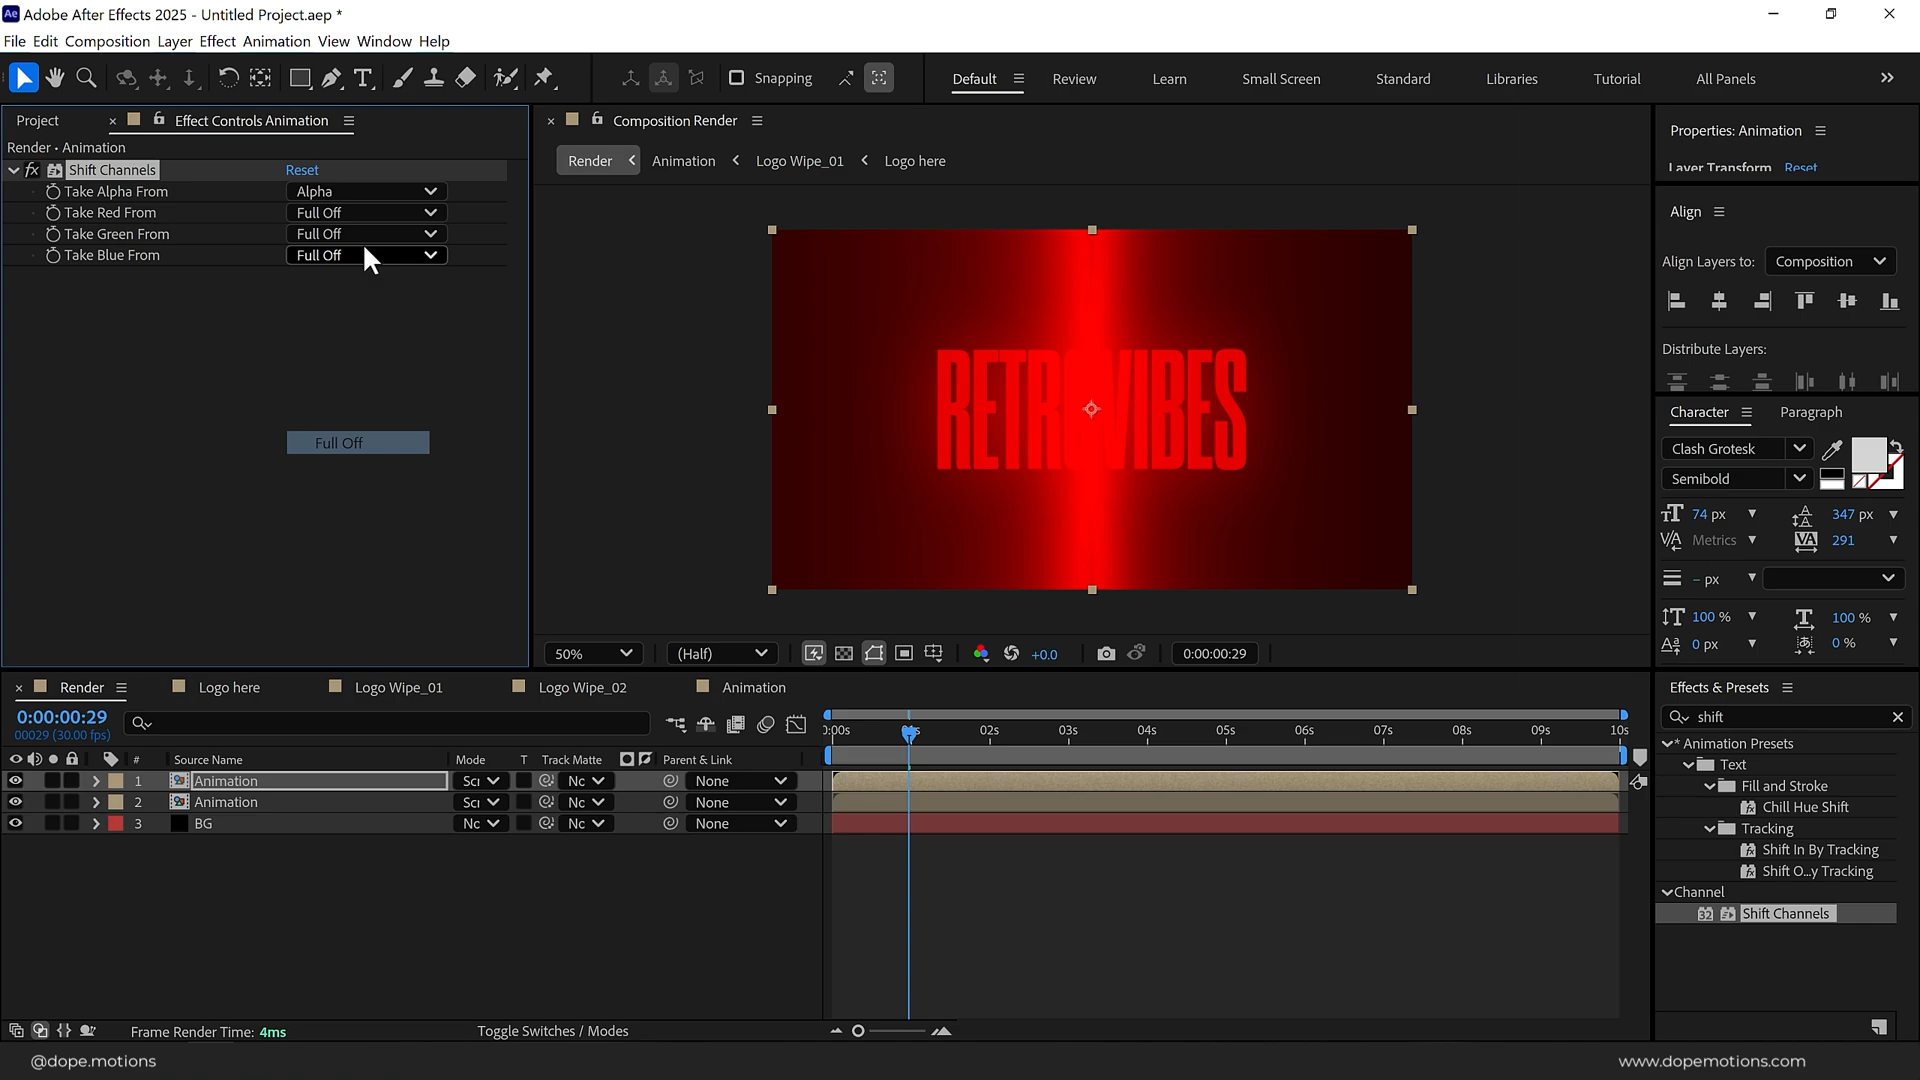 Ae Adobe After Effects 2025 - Untitled Project.aep *
File Edit Composition Layer Effect Animation View Window Help
Snapping
Default Review Learn Small Screen Standard Libraries Tutorial All Panels
Project Effect Controls Animation
Render • Animation
fx Shift Channels Reset
Take Alpha From Alpha
Take Red From Full Off
Take Green From Full Off
Take Blue From Full Off
Full Off
Composition Render
Render Animation Logo Wipe_01 Logo here
RETROVIBES
50% (Half) +0.0 0:00:00:29
Properties: Animation
Layer Transform Reset
Align
Align Layers to: Composition
Distribute Layers:
Character Paragraph
Clash Grotesk
Semibold
74 px 347 px
Metrics 291
- px
100 % 100 %
0 px 0 %
Render Logo here Logo Wipe_01 Logo Wipe_02 Animation
0:00:00:29
00029 (30.00 fps)
# Source Name Mode T Track Matte Parent & Link
1 Animation Scr Nc None
2 Animation Scr Nc None
3 BG Nc Nc None
0:00s 02s 03s 04s 05s 06s 07s 08s 09s 10s
Frame Render Time: 4ms Toggle Switches / Modes
Effects & Presets
shift
* Animation Presets
Text
Fill and Stroke
Chill Hue Shift
Tracking
Shift In By Tracking
Shift O...y Tracking
Channel
32 Shift Channels
@dope.motions
www.dopemotions.com